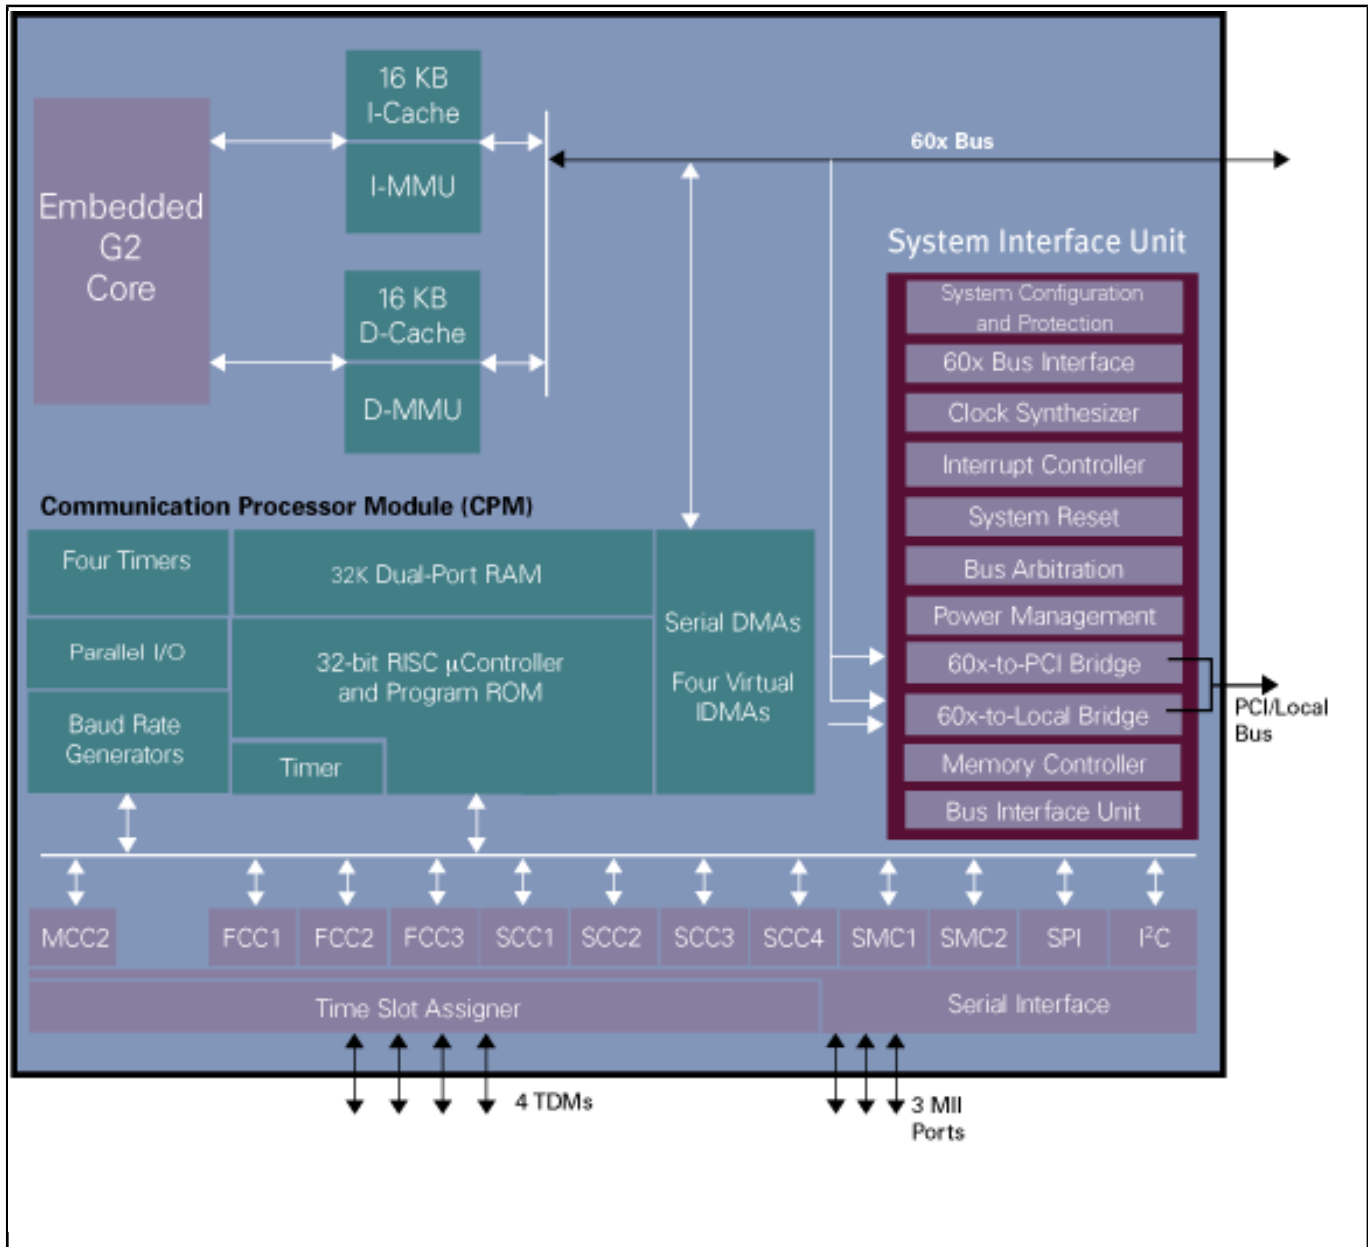 16 KB
I-Cache
I-MMU
60x Bus
Embedded
G2
Core
16 KB
D-Cache
D-MMU
System Interface Unit
System Configuration
and Protection
60x Bus Interface
Clock Synthesizer
Interrupt Controller
System Reset
Bus Arbitration
Power Management
60x-to-PCI Bridge
60x-to-Local Bridge
Memory Controller
Bus Interface Unit
PCI/Local
Bus
Communication Processor Module (CPM)
Four Timers
32K Dual-Port RAM
Parallel I/O
32-bit RISC μController
and Program ROM
Baud Rate
Generators
Timer
Serial DMAs
Four Virtual
IDMAs
MCC2
FCC1
FCC2
FCC3
SCC1
SCC2
SCC3
SCC4
SMC1
SMC2
SPI
I²C
Time Slot Assigner
Serial Interface
4 TDMs
3 MII
Ports